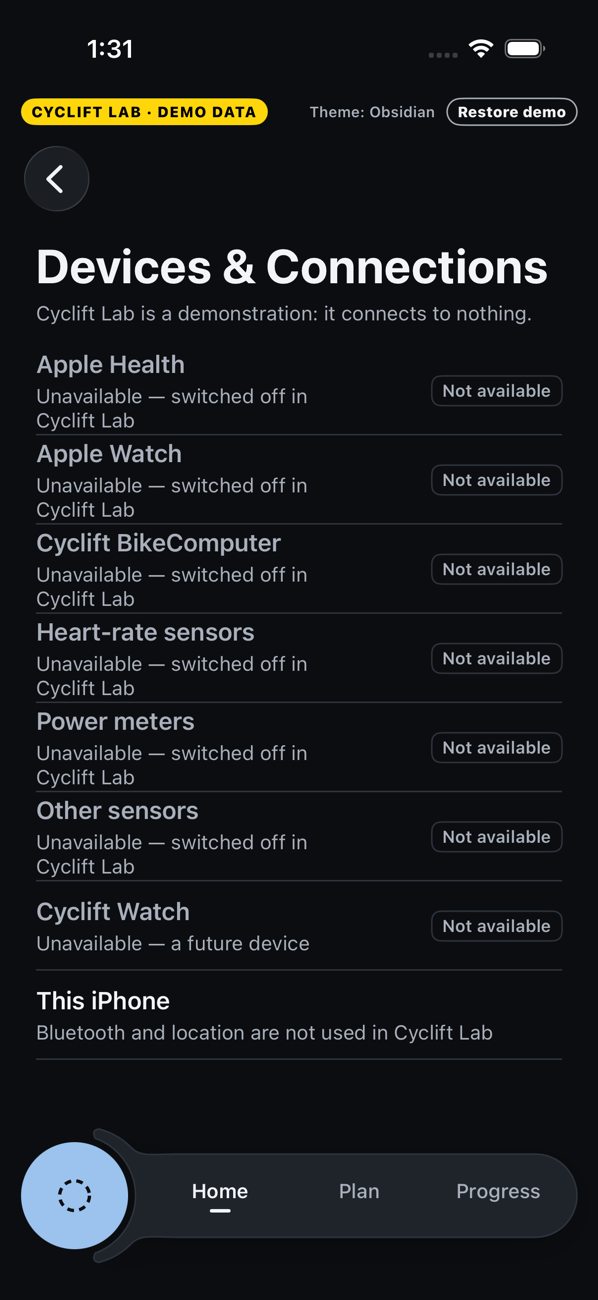 1:31
CYCLIFT LAB · DEMO DATA
Theme: Obsidian
Restore demo
Devices & Connections
Cyclift Lab is a demonstration: it connects to nothing.
Apple Health
Unavailable — switched off in
Cyclift Lab
Not available
Apple Watch
Unavailable — switched off in
Cyclift Lab
Not available
Cyclift BikeComputer
Unavailable — switched off in
Cyclift Lab
Not available
Heart-rate sensors
Unavailable — switched off in
Cyclift Lab
Not available
Power meters
Unavailable — switched off in
Cyclift Lab
Not available
Other sensors
Unavailable — switched off in
Cyclift Lab
Not available
Cyclift Watch
Unavailable — a future device
Not available
This iPhone
Bluetooth and location are not used in Cyclift Lab
Home
Plan
Progress